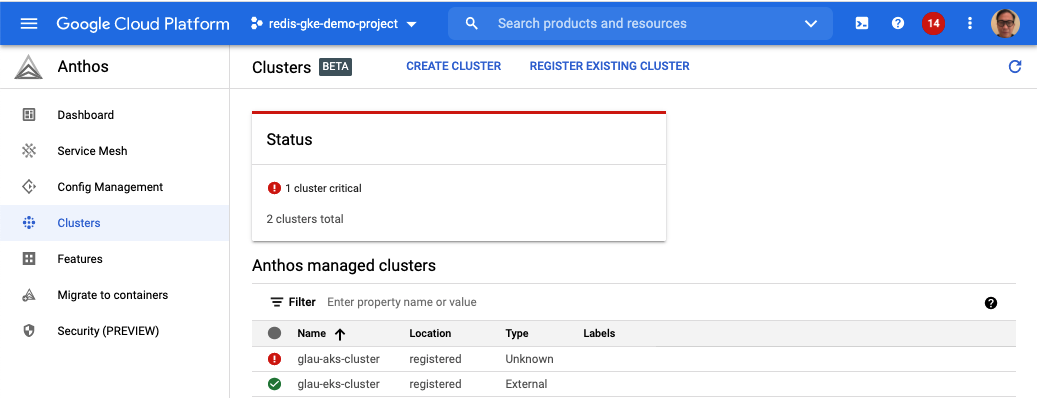 Google Cloud Platform redis-gke-demo-project Search products and resources 14
Anthos
Clusters BETA CREATE CLUSTER REGISTER EXISTING CLUSTER
Dashboard
Service Mesh
Config Management
Clusters
Features
Migrate to containers
Security (PREVIEW)
Status
1 cluster critical
2 clusters total
Anthos managed clusters
Filter Enter property name or value
Name Location Type Labels
glau-aks-cluster registered Unknown
glau-eks-cluster registered External